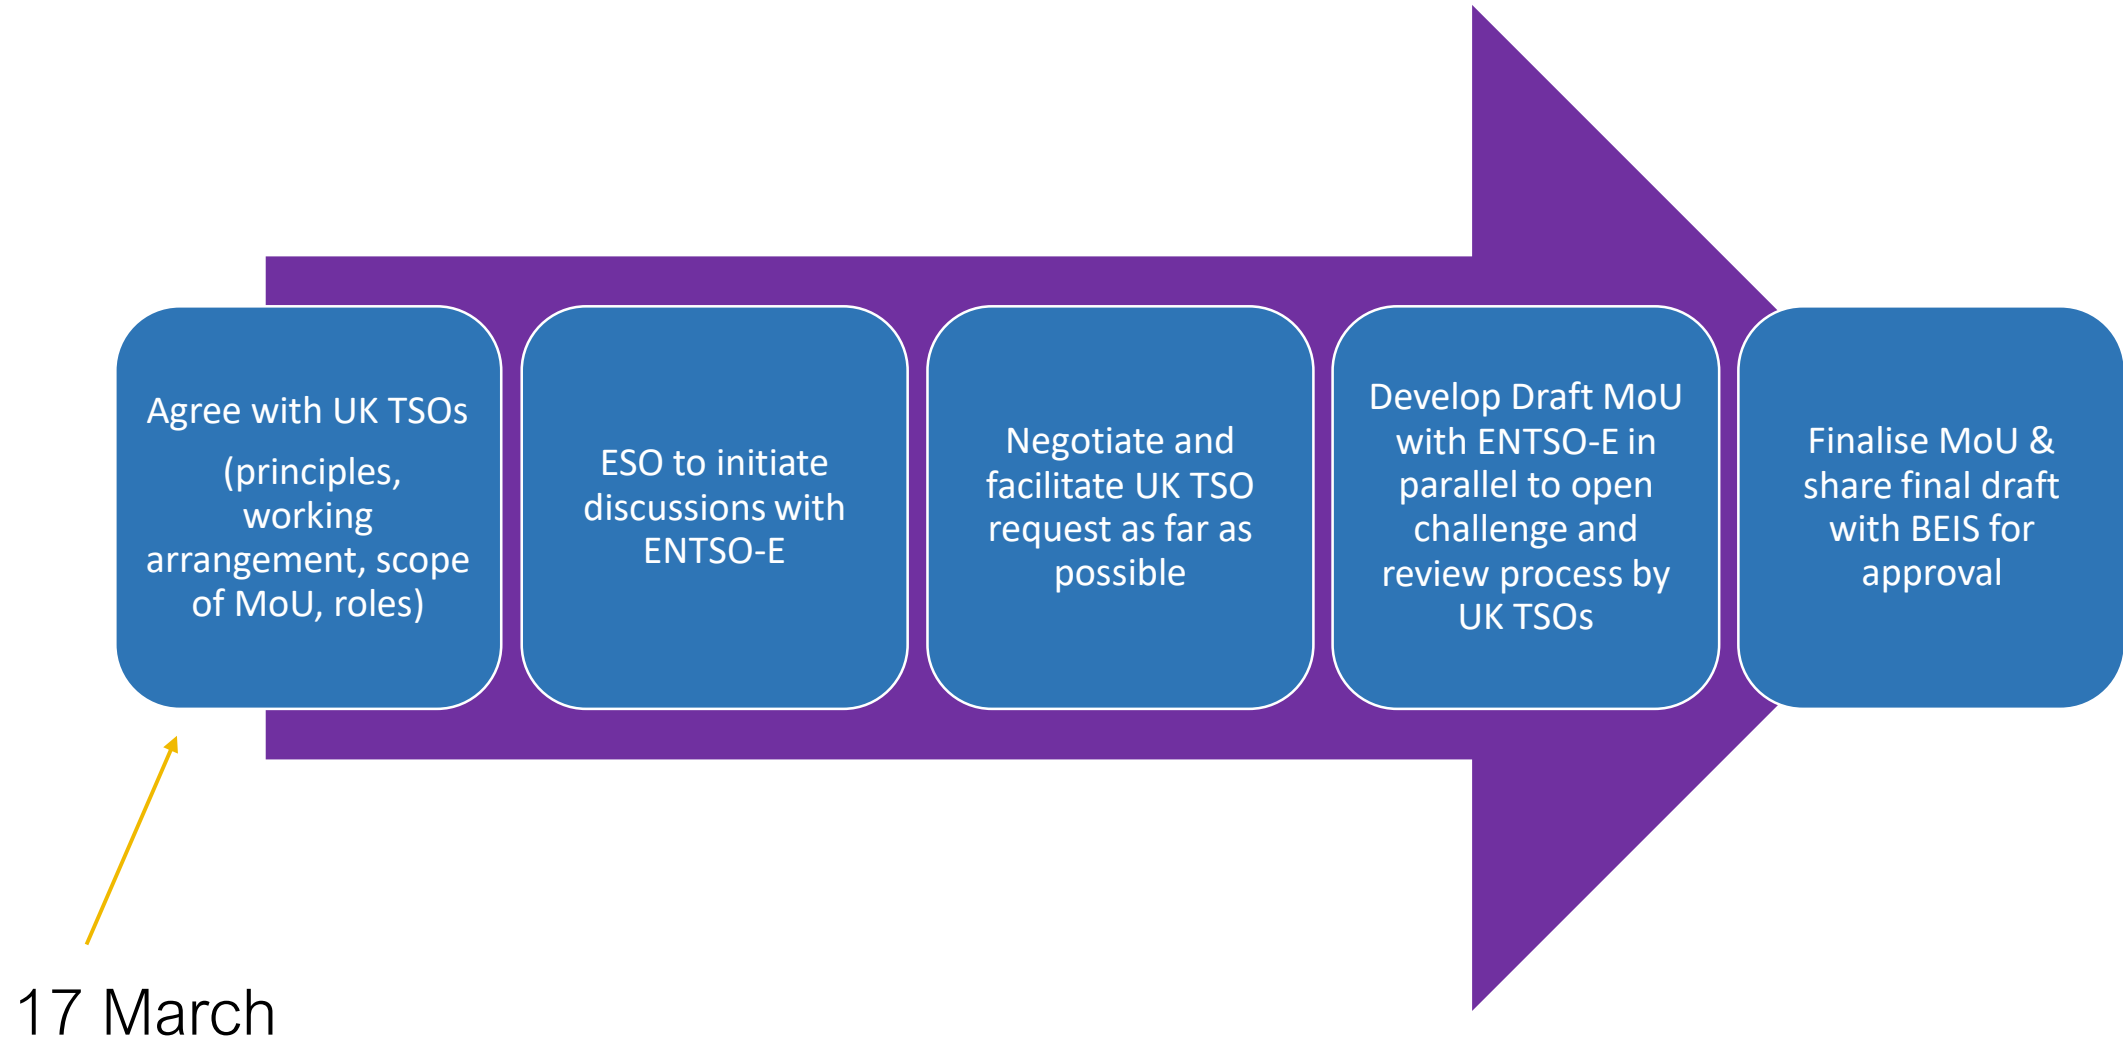 Agree with UK TSOs
(principles,
working
arrangement, scope
of MoU, roles)
ESO to initiate
discussions with
ENTSO-E
Negotiate and
facilitate UK TSO
request as far as
possible
Develop Draft MoU
with ENTSO-E in
parallel to open
challenge and
review process by
UK TSOs
Finalise MoU &
share final draft
with BEIS for
approval
17 March